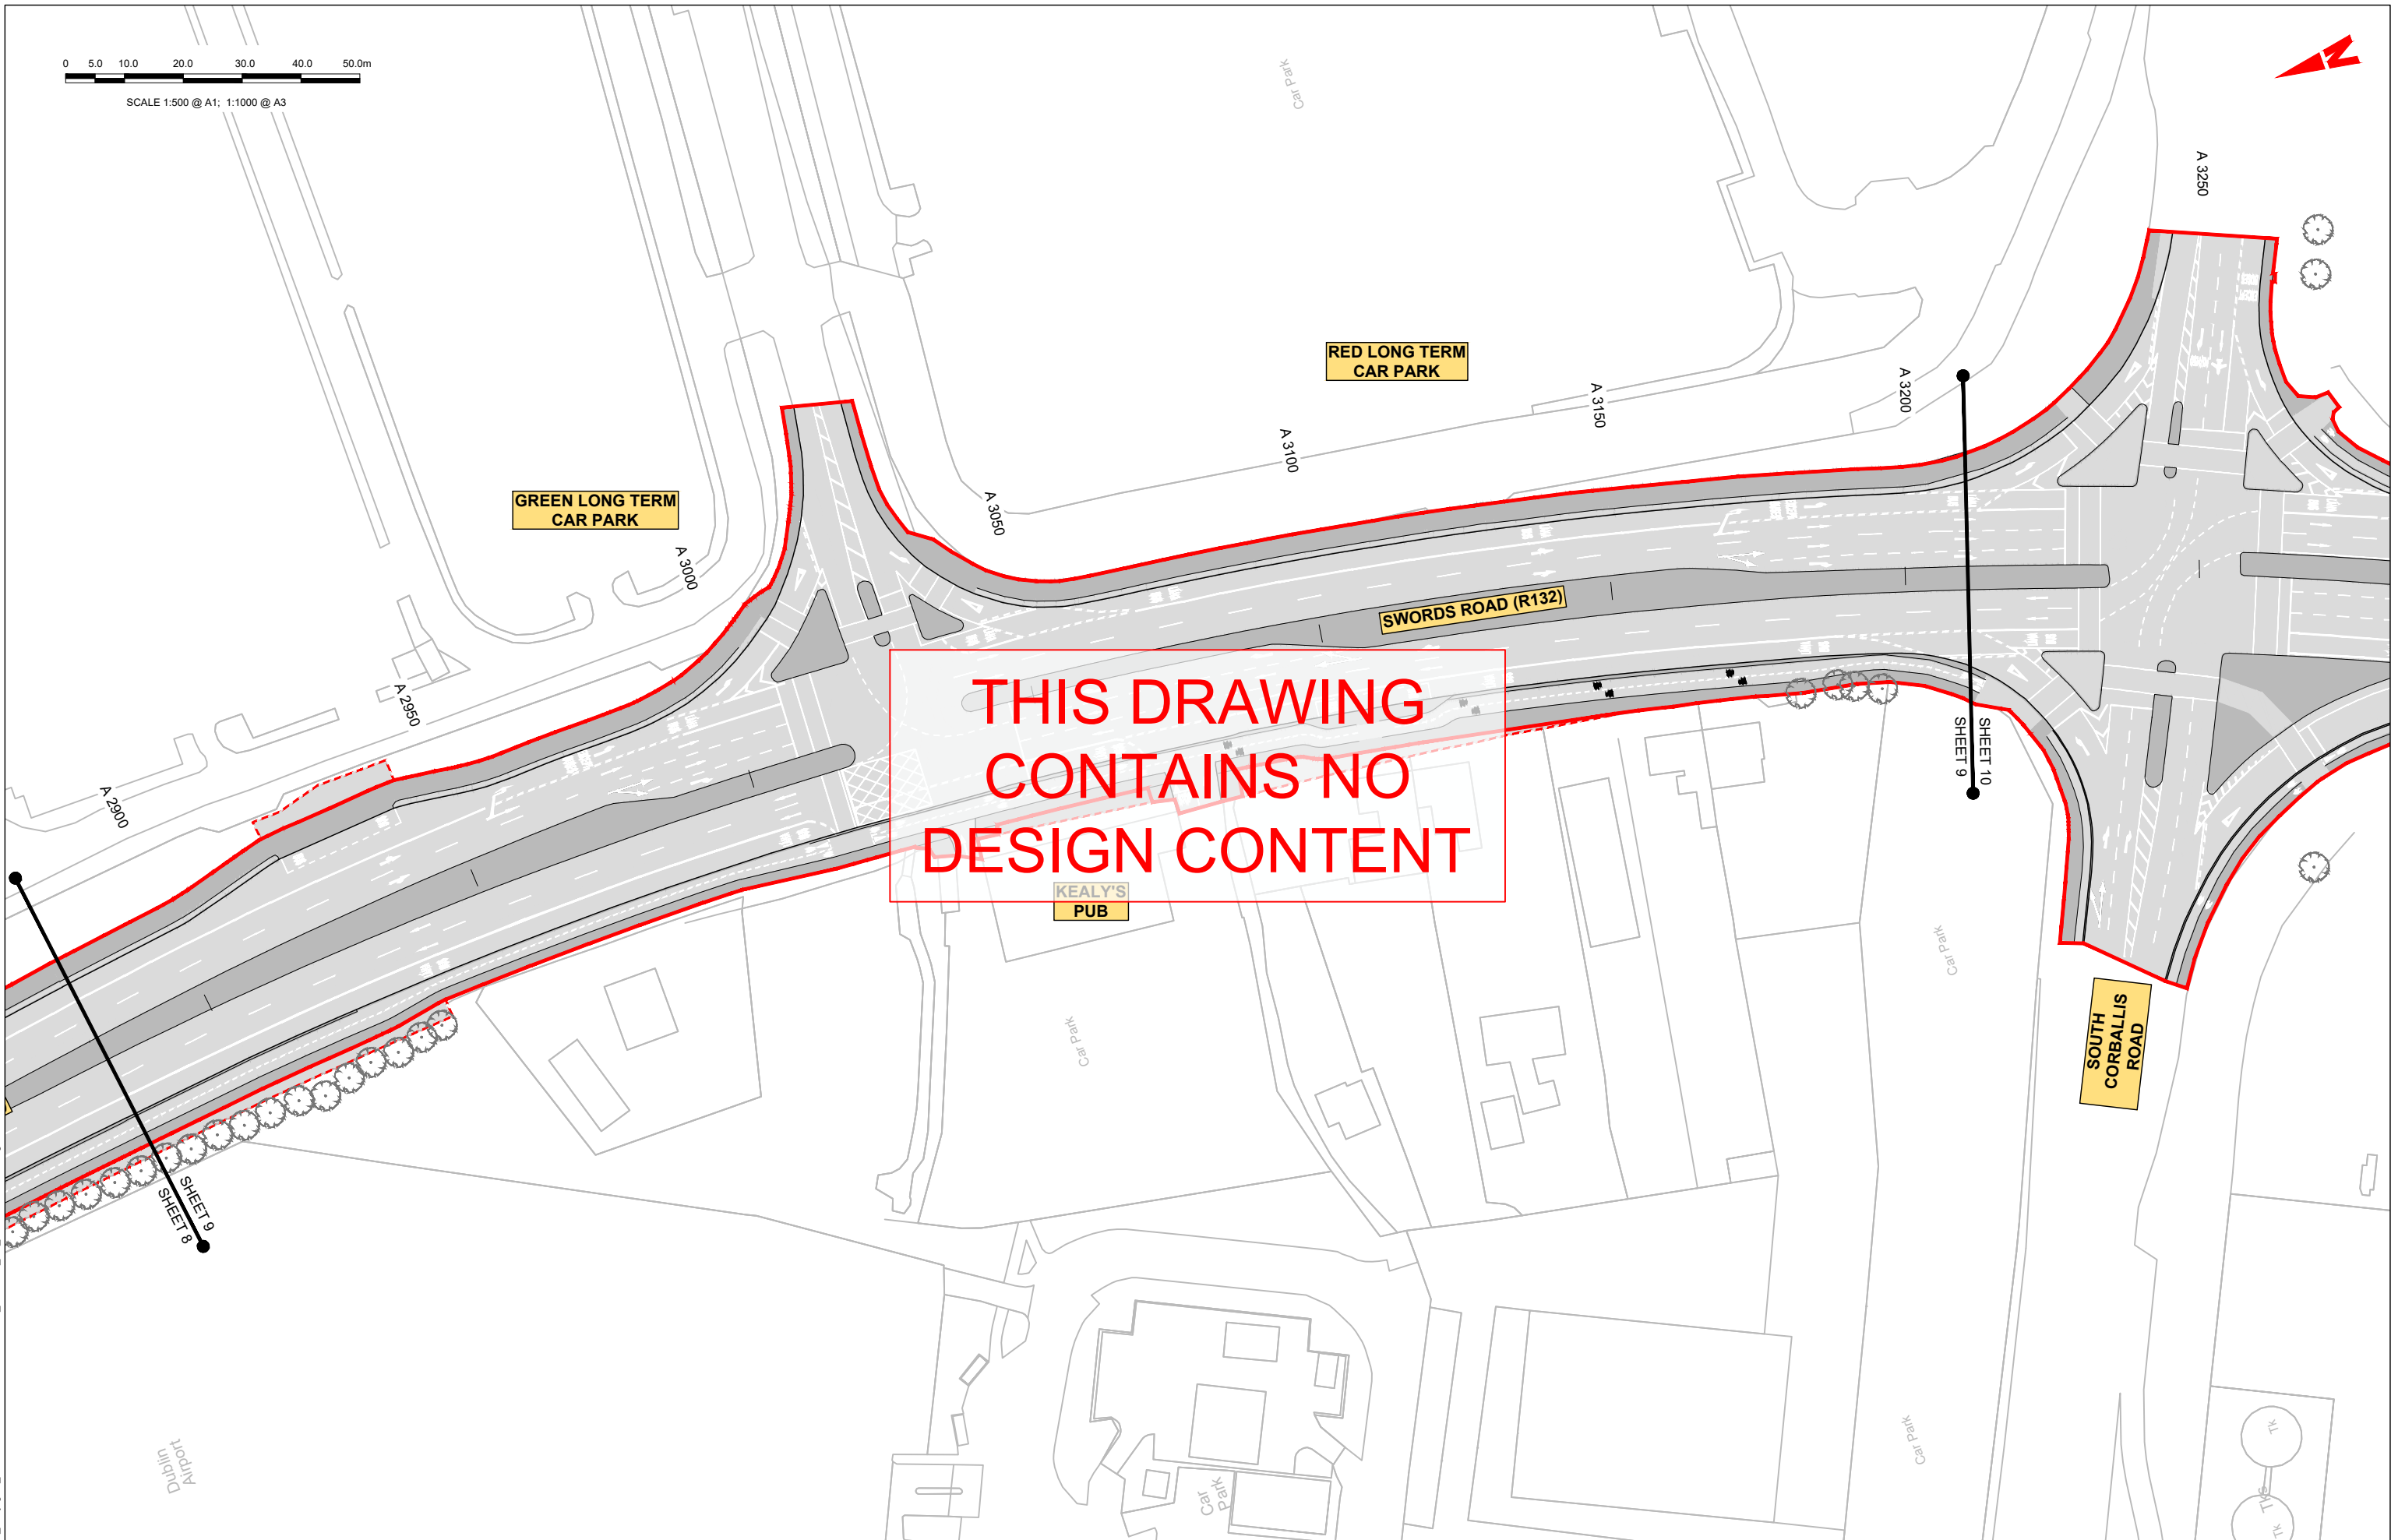 0 5.0 10.0 20.0 30.0 40.0 50.0m
SCALE 1:500 @ A1; 1:1000 @ A3
N
Car Park
A 3250
RED LONG TERM
CAR PARK
A 3200
A 3150
A 3100
GREEN LONG TERM
CAR PARK
A 3050
A 3000
SWORDS ROAD (R132)
A 2950
A 2900
THIS DRAWING
CONTAINS NO
DESIGN CONTENT
SHEET 10
SHEET 9
KEALY'S
PUB
Car Park
Car Park
SOUTH
CORBALLIS
ROAD
SHEET 9
SHEET 8
Dublin
Airport
Car
Park
Car Park
Tk
Tks
Tk